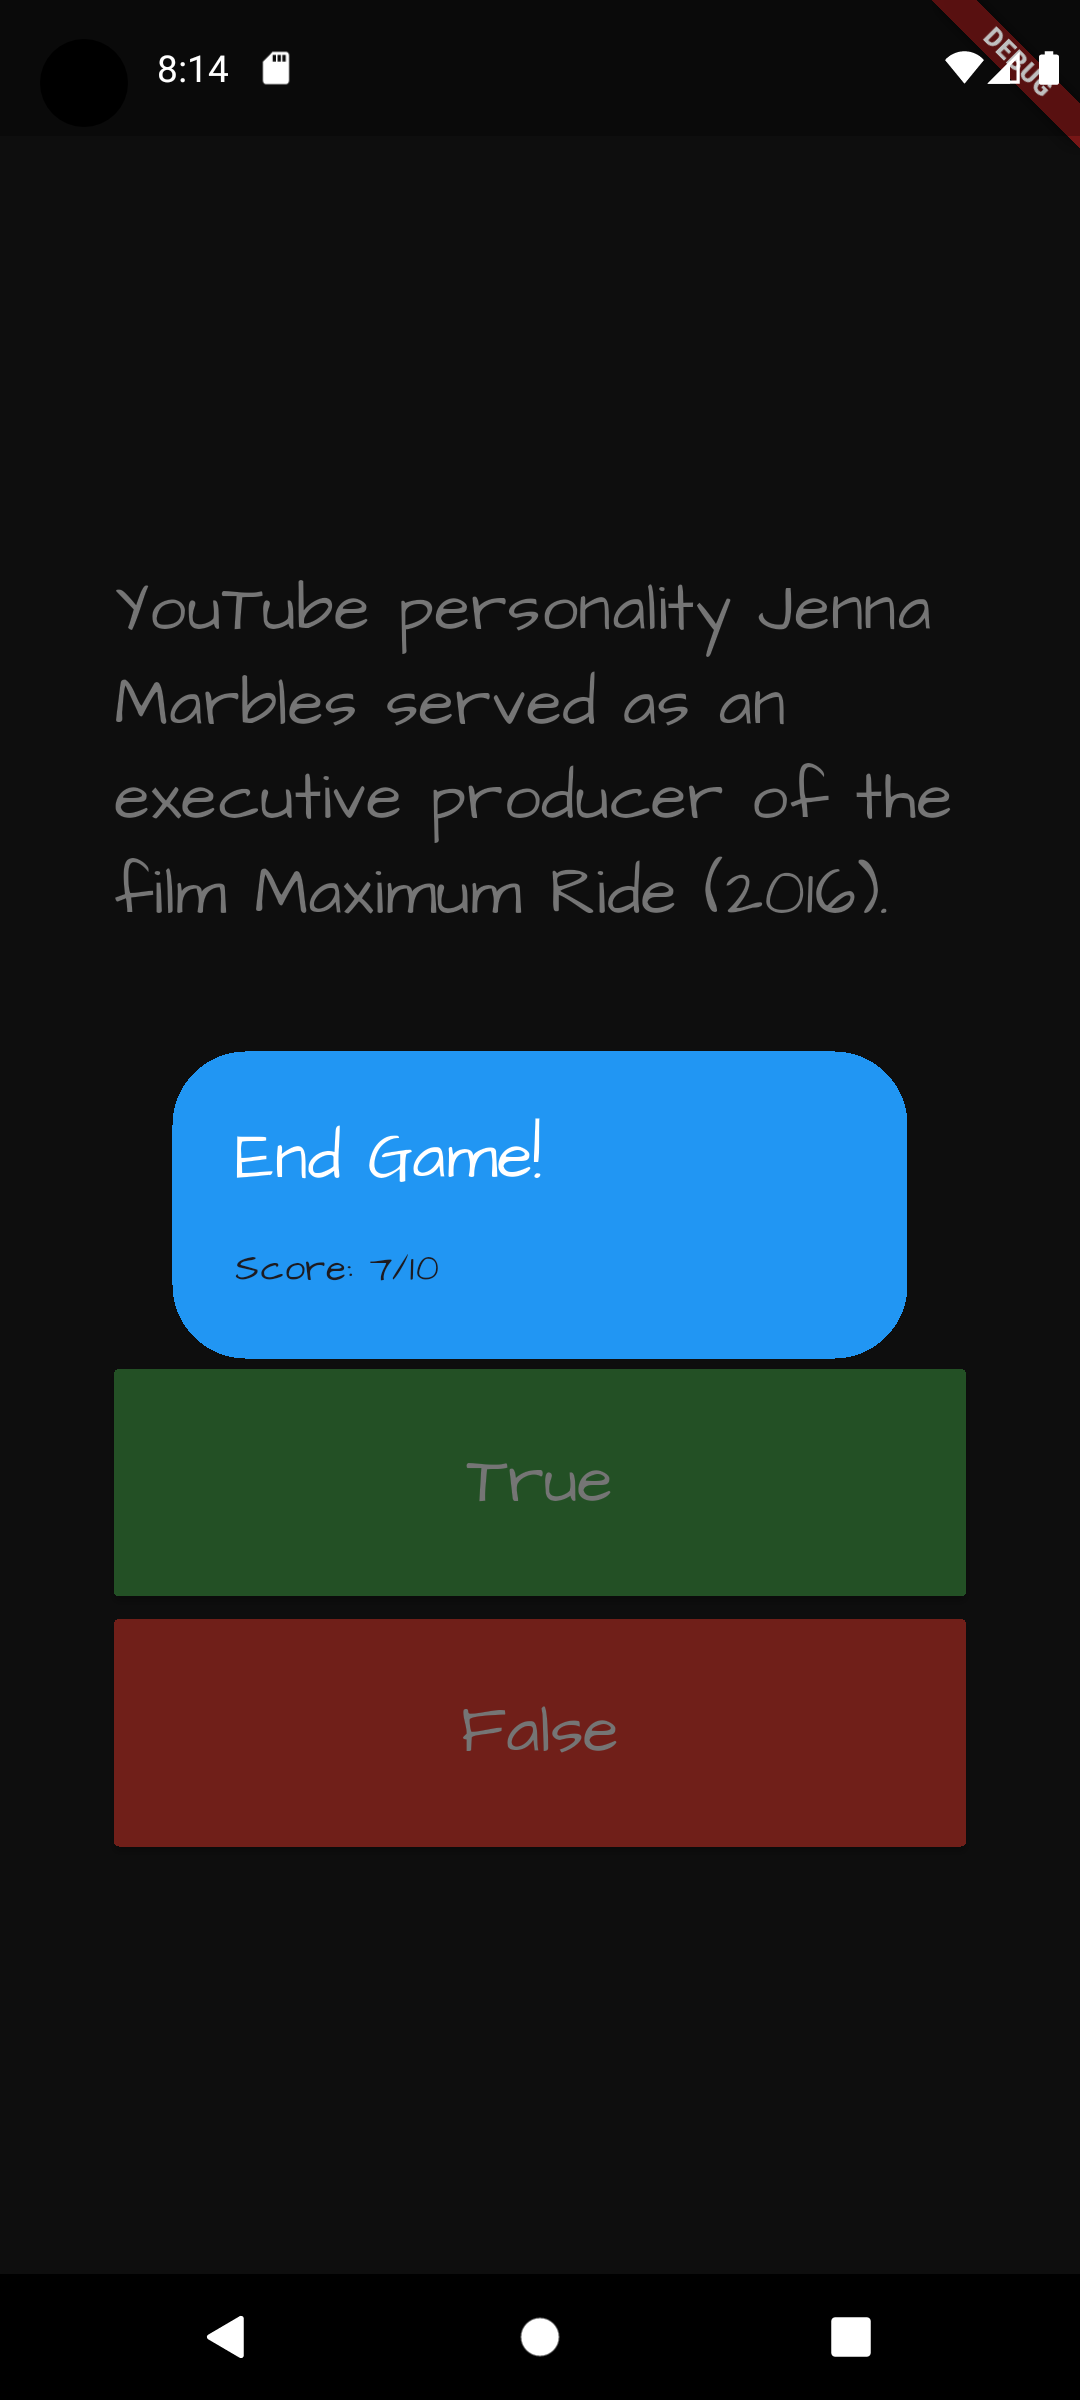 8:14
DEBUG
YouTube personality Jenna
Marbles served as an
executive producer of the
film Maximum Ride (2016).
End Game!
Score: 7/10
True
False